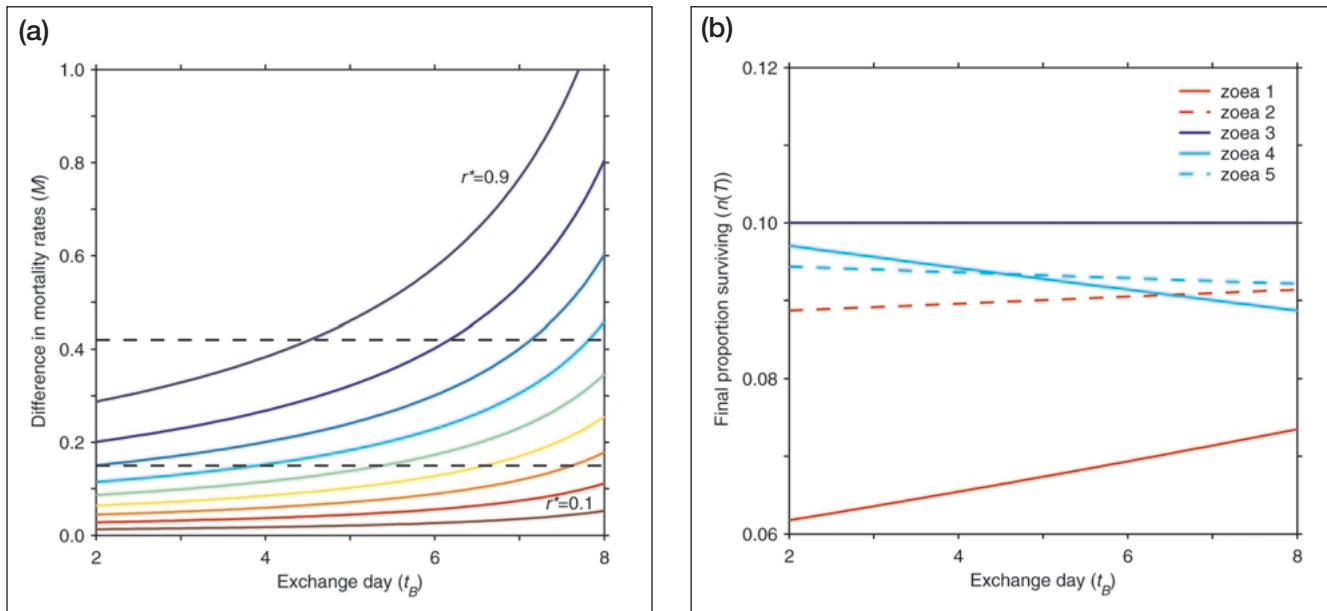 (a)
1.0
0.8
0.6
0.4
0.2
0.0
Difference in mortality rates (M)
r*=0.9
r*=0.1
2
4
6
8
Exchange day (t_B)
(b)
0.12
0.10
0.08
0.06
Final proportion surviving (n(T))
zoea 1
zoea 2
zoea 3
zoea 4
zoea 5
2
4
6
8
Exchange day (t_B)